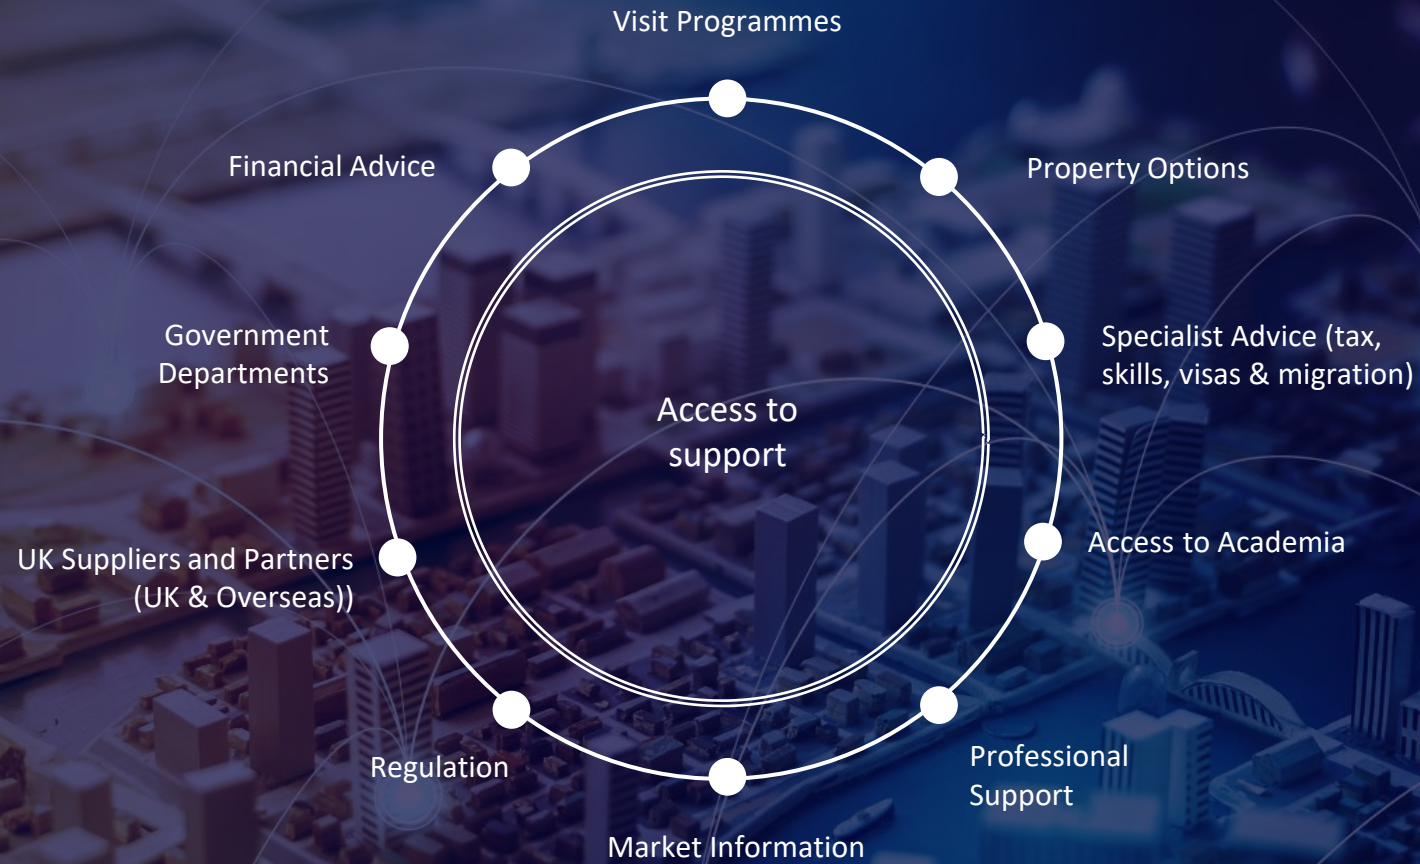 Visit Programmes
Financial Advice
Property Options
Government
Departments
Specialist Advice (tax,
skills, visas & migration)
Access to
support
UK Suppliers and Partners
(UK & Overseas))
Access to Academia
Regulation
Professional
Support
Market Information